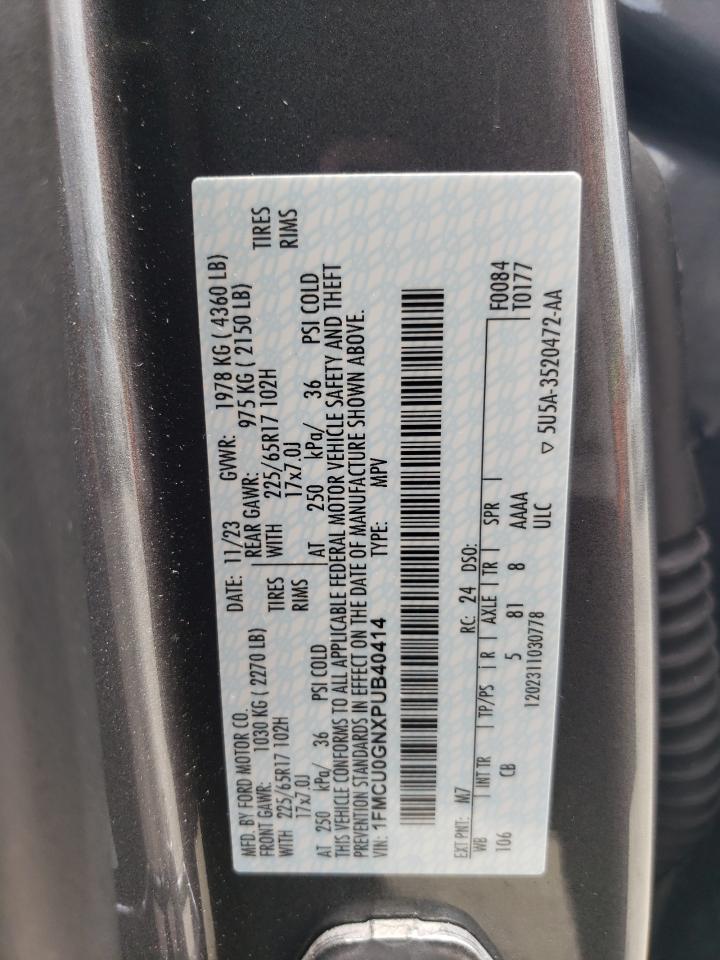 MFD. BY FORD MOTOR CO.
DATE: 11/23 GVWR: 1978 KG ( 4360 LB)
FRONT GAWR: 1030 KG ( 2270 LB)
REAR GAWR: 975 KG ( 2150 LB)
WITH 225/65R17 102H TIRES
WITH 225/65R17 102H TIRES
17x7.0J RIMS
17x7.0J RIMS
AT 250 kPa/ 36 PSI COLD
AT 250 kPa/ 36 PSI COLD
THIS VEHICLE CONFORMS TO ALL APPLICABLE FEDERAL MOTOR VEHICLE SAFETY AND THEFT
PREVENTION STANDARDS IN EFFECT ON THE DATE OF MANUFACTURE SHOWN ABOVE.
VIN: 1FMCU0GNXPUB40414 TYPE: MPV
EXT PNT: M7 RC: 24 DSO: F0084
WB INT TR TP/PS R AXLE TR SPR T0177
106 CB 5 81 8 AAAA
1202311030778 ULC
▽ 5U5A-3520472-AA